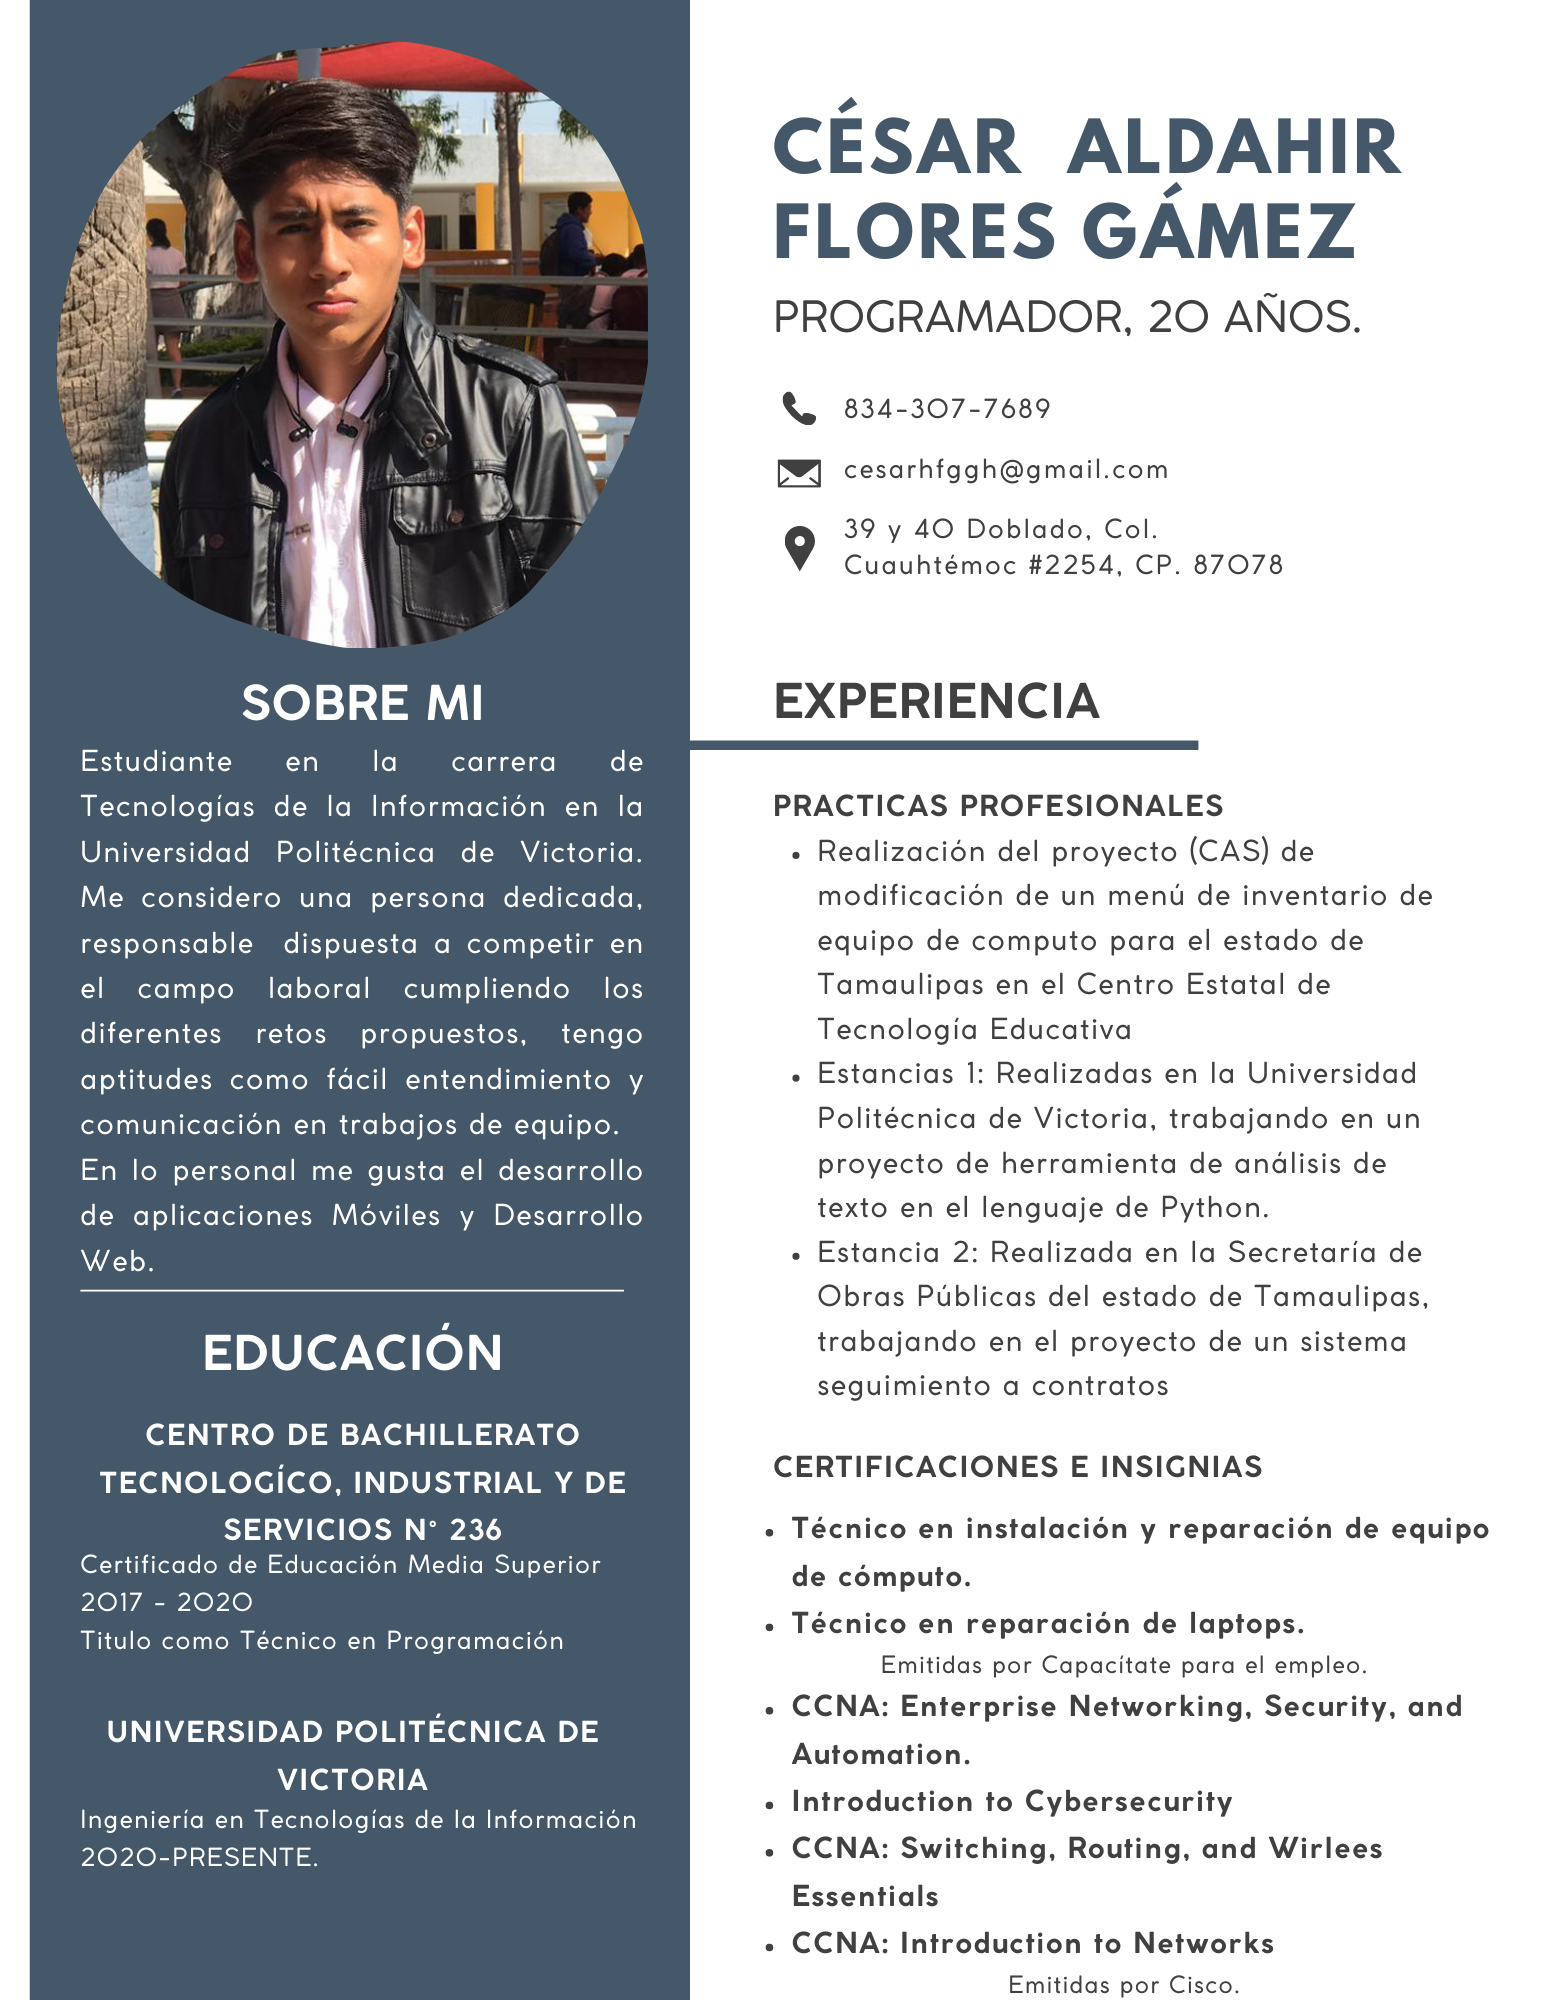 CÉSAR ALDAHIR
FLORES GÁMEZ
PROGRAMADOR, 20 AÑOS.
834-307-7689
cesarhfggh@gmail.com
39 y 40 Doblado, Col.
Cuauhtémoc #2254, CP. 87078
SOBRE MI
Estudiante en la carrera de
Tecnologías de la Información en la
Universidad Politécnica de Victoria.
Me considero una persona dedicada,
responsable dispuesta a competir en
el campo laboral cumpliendo los
diferentes retos propuestos, tengo
aptitudes como fácil entendimiento y
comunicación en trabajos de equipo.
En lo personal me gusta el desarrollo
de aplicaciones Móviles y Desarrollo
Web.
EDUCACIÓN
CENTRO DE BACHILLERATO
TECNOLOGÍCO, INDUSTRIAL Y DE
SERVICIOS N° 236
Certificado de Educación Media Superior
2017 - 2020
Titulo como Técnico en Programación
UNIVERSIDAD POLITÉCNICA DE
VICTORIA
Ingeniería en Tecnologías de la Información
2020-PRESENTE.
EXPERIENCIA
PRACTICAS PROFESIONALES
• Realización del proyecto (CAS) de
modificación de un menú de inventario de
equipo de computo para el estado de
Tamaulipas en el Centro Estatal de
Tecnología Educativa
• Estancias 1: Realizadas en la Universidad
Politécnica de Victoria, trabajando en un
proyecto de herramienta de análisis de
texto en el lenguaje de Python.
• Estancia 2: Realizada en la Secretaría de
Obras Públicas del estado de Tamaulipas,
trabajando en el proyecto de un sistema
seguimiento a contratos
CERTIFICACIONES E INSIGNIAS
• Técnico en instalación y reparación de equipo
de cómputo.
• Técnico en reparación de laptops.
Emitidas por Capacítate para el empleo.
• CCNA: Enterprise Networking, Security, and
Automation.
• Introduction to Cybersecurity
• CCNA: Switching, Routing, and Wirlees
Essentials
• CCNA: Introduction to Networks
Emitidas por Cisco.